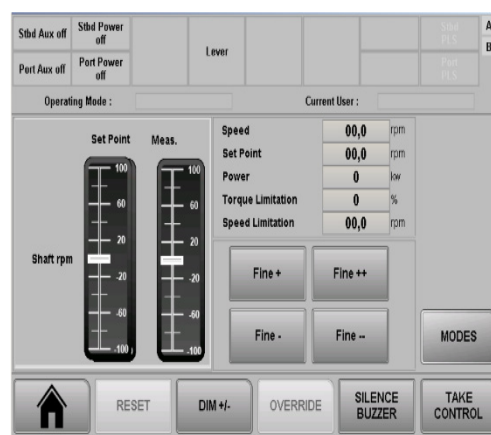 Stbd Aux off
Stbd Power
off
Lever
Stbd
P.L.S
A
B
Port Aux off
Port Power
off
Port
P.L.S
Operating Mode :
Current User :
Set Point
Meas.
100
60
20
-20
-60
-100
100
60
20
-20
-60
-100
Shaft rpm
Speed
00,0
rpm
Set Point
00,0
rpm
Power
0
kw
Torque Limitation
0
%
Speed Limitation
00,0
rpm
Fine +
Fine ++
Fine -
Fine --
MODES
RESET
DIM +/-
OVERRIDE
SILENCE
BUZZER
TAKE
CONTROL